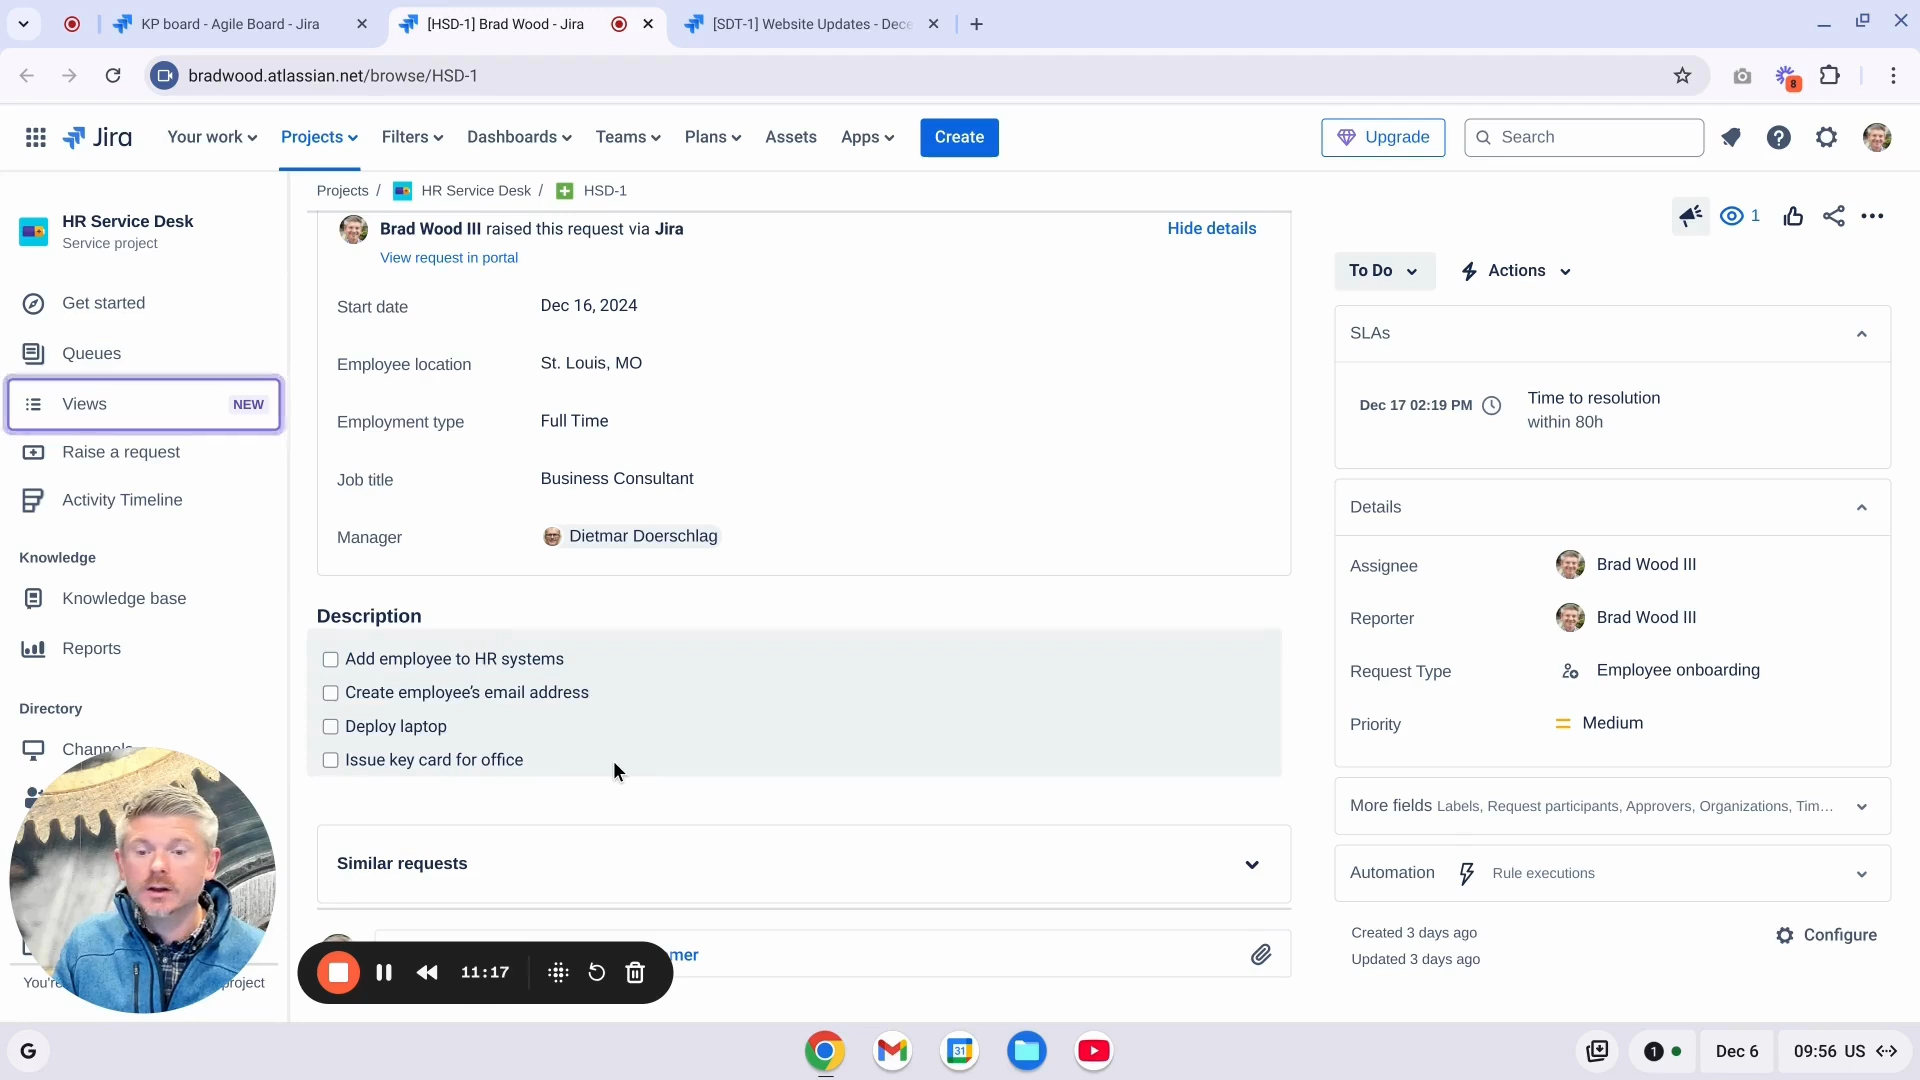 KP board - Agile Board - Jira
[HSD-1] Brad Wood - Jira
[SDT-1] Website Updates - Dece
bradwood.atlassian.net/browse/HSD-1
8
Jira
Your work
Projects
Filters
Dashboards
Teams
Plans
Assets
Apps
Create
Upgrade
Search
HR Service Desk
Service project
Get started
Queues
Views
NEW
Raise a request
Activity Timeline
Knowledge
Knowledge base
Reports
Directory
Channels
You're
project
Projects / HR Service Desk / HSD-1
Brad Wood III raised this request via Jira
Hide details
View request in portal
Start date
Dec 16, 2024
Employee location
St. Louis, MO
Employment type
Full Time
Job title
Business Consultant
Manager
Dietmar Doerschlag
Description
Add employee to HR systems
Create employee’s email address
Deploy laptop
Issue key card for office
Similar requests
mer
11:17
1
To Do
Actions
SLAs
Dec 17 02:19 PM
Time to resolution
within 80h
Details
Assignee
Brad Wood III
Reporter
Brad Wood III
Request Type
Employee onboarding
Priority
Medium
More fields Labels, Request participants, Approvers, Organizations, Tim…
Automation
Rule executions
Created 3 days ago
Updated 3 days ago
Configure
G
31
1
Dec 6
09:56 US